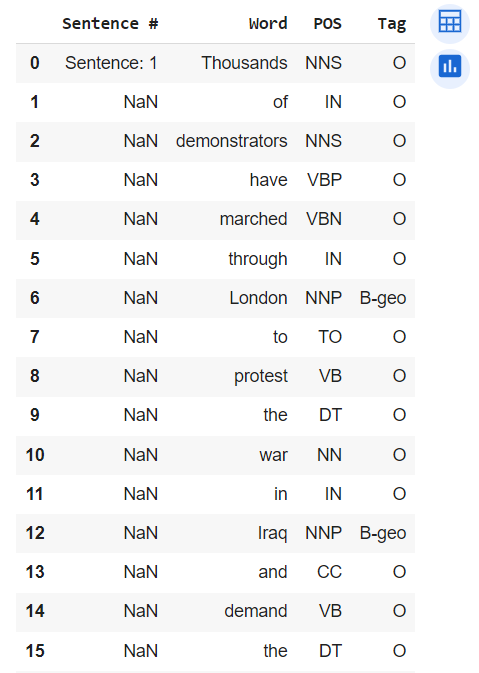 Sentence # Word POS Tag
0 Sentence: 1 Thousands NNS O
1 NaN of IN O
2 NaN demonstrators NNS O
3 NaN have VBP O
4 NaN marched VBN O
5 NaN through IN O
6 NaN London NNP B-geo
7 NaN to TO O
8 NaN protest VB O
9 NaN the DT O
10 NaN war NN O
11 NaN in IN O
12 NaN Iraq NNP B-geo
13 NaN and CC O
14 NaN demand VB O
15 NaN the DT O